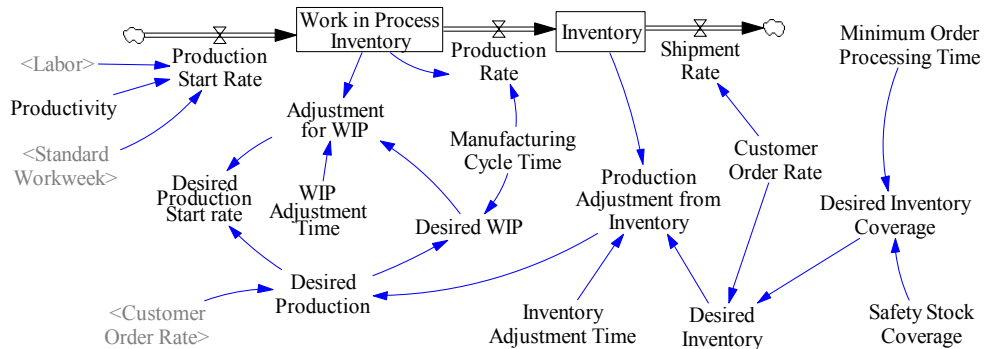 Work in Process
Inventory
Inventory
Production
Start Rate
Production
Rate
Shipment
Rate
Minimum Order
Processing Time
<Labor>
Productivity
<Standard
Workweek>
Adjustment
for WIP
Manufacturing
Cycle Time
Customer
Order Rate
Desired
Production
Start rate
WIP
Adjustment
Time
Desired WIP
Production
Adjustment from
Inventory
Desired Inventory
Coverage
Desired
Production
<Customer
Order Rate>
Inventory
Adjustment Time
Desired
Inventory
Safety Stock
Coverage